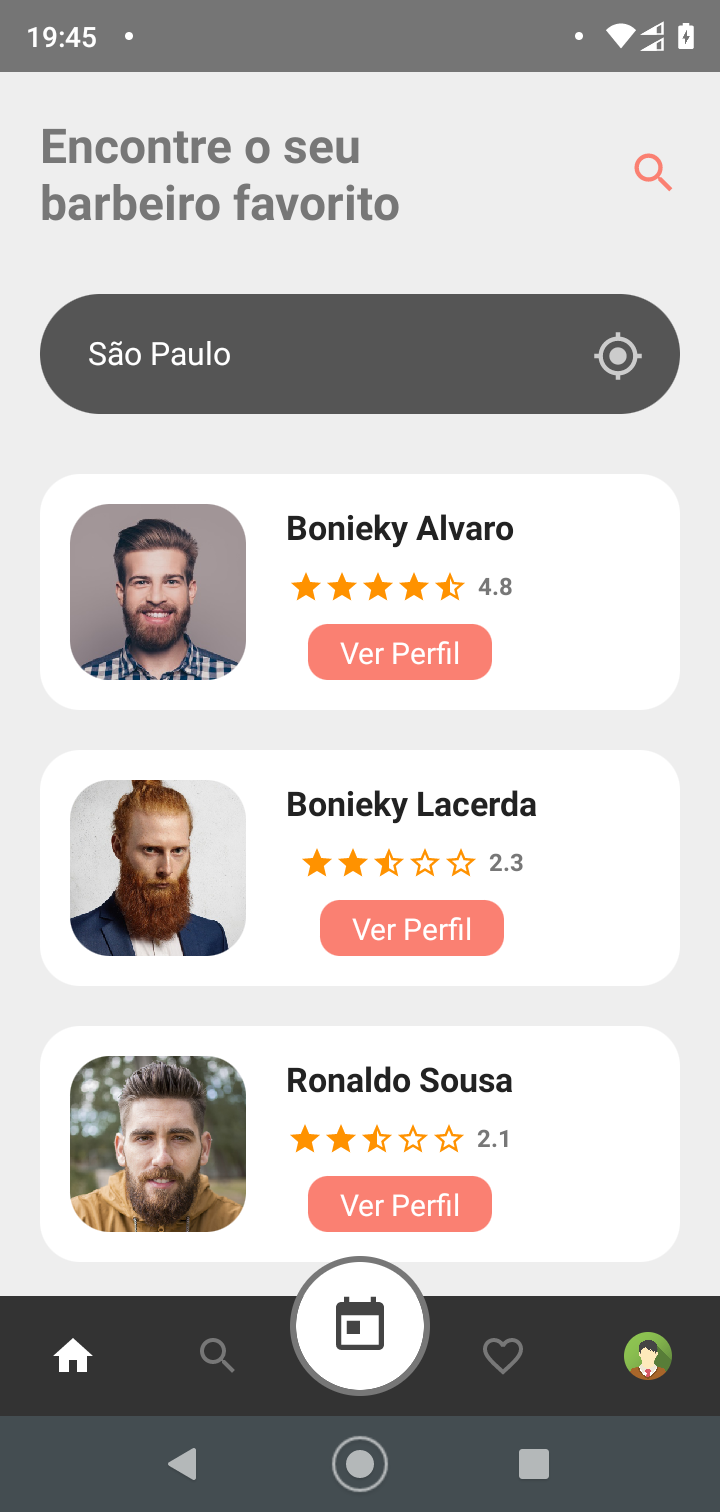 19:45
Encontre o seu
barbeiro favorito
São Paulo
Bonieky Alvaro
4.8
Ver Perfil
Bonieky Lacerda
2.3
Ver Perfil
Ronaldo Sousa
2.1
Ver Perfil